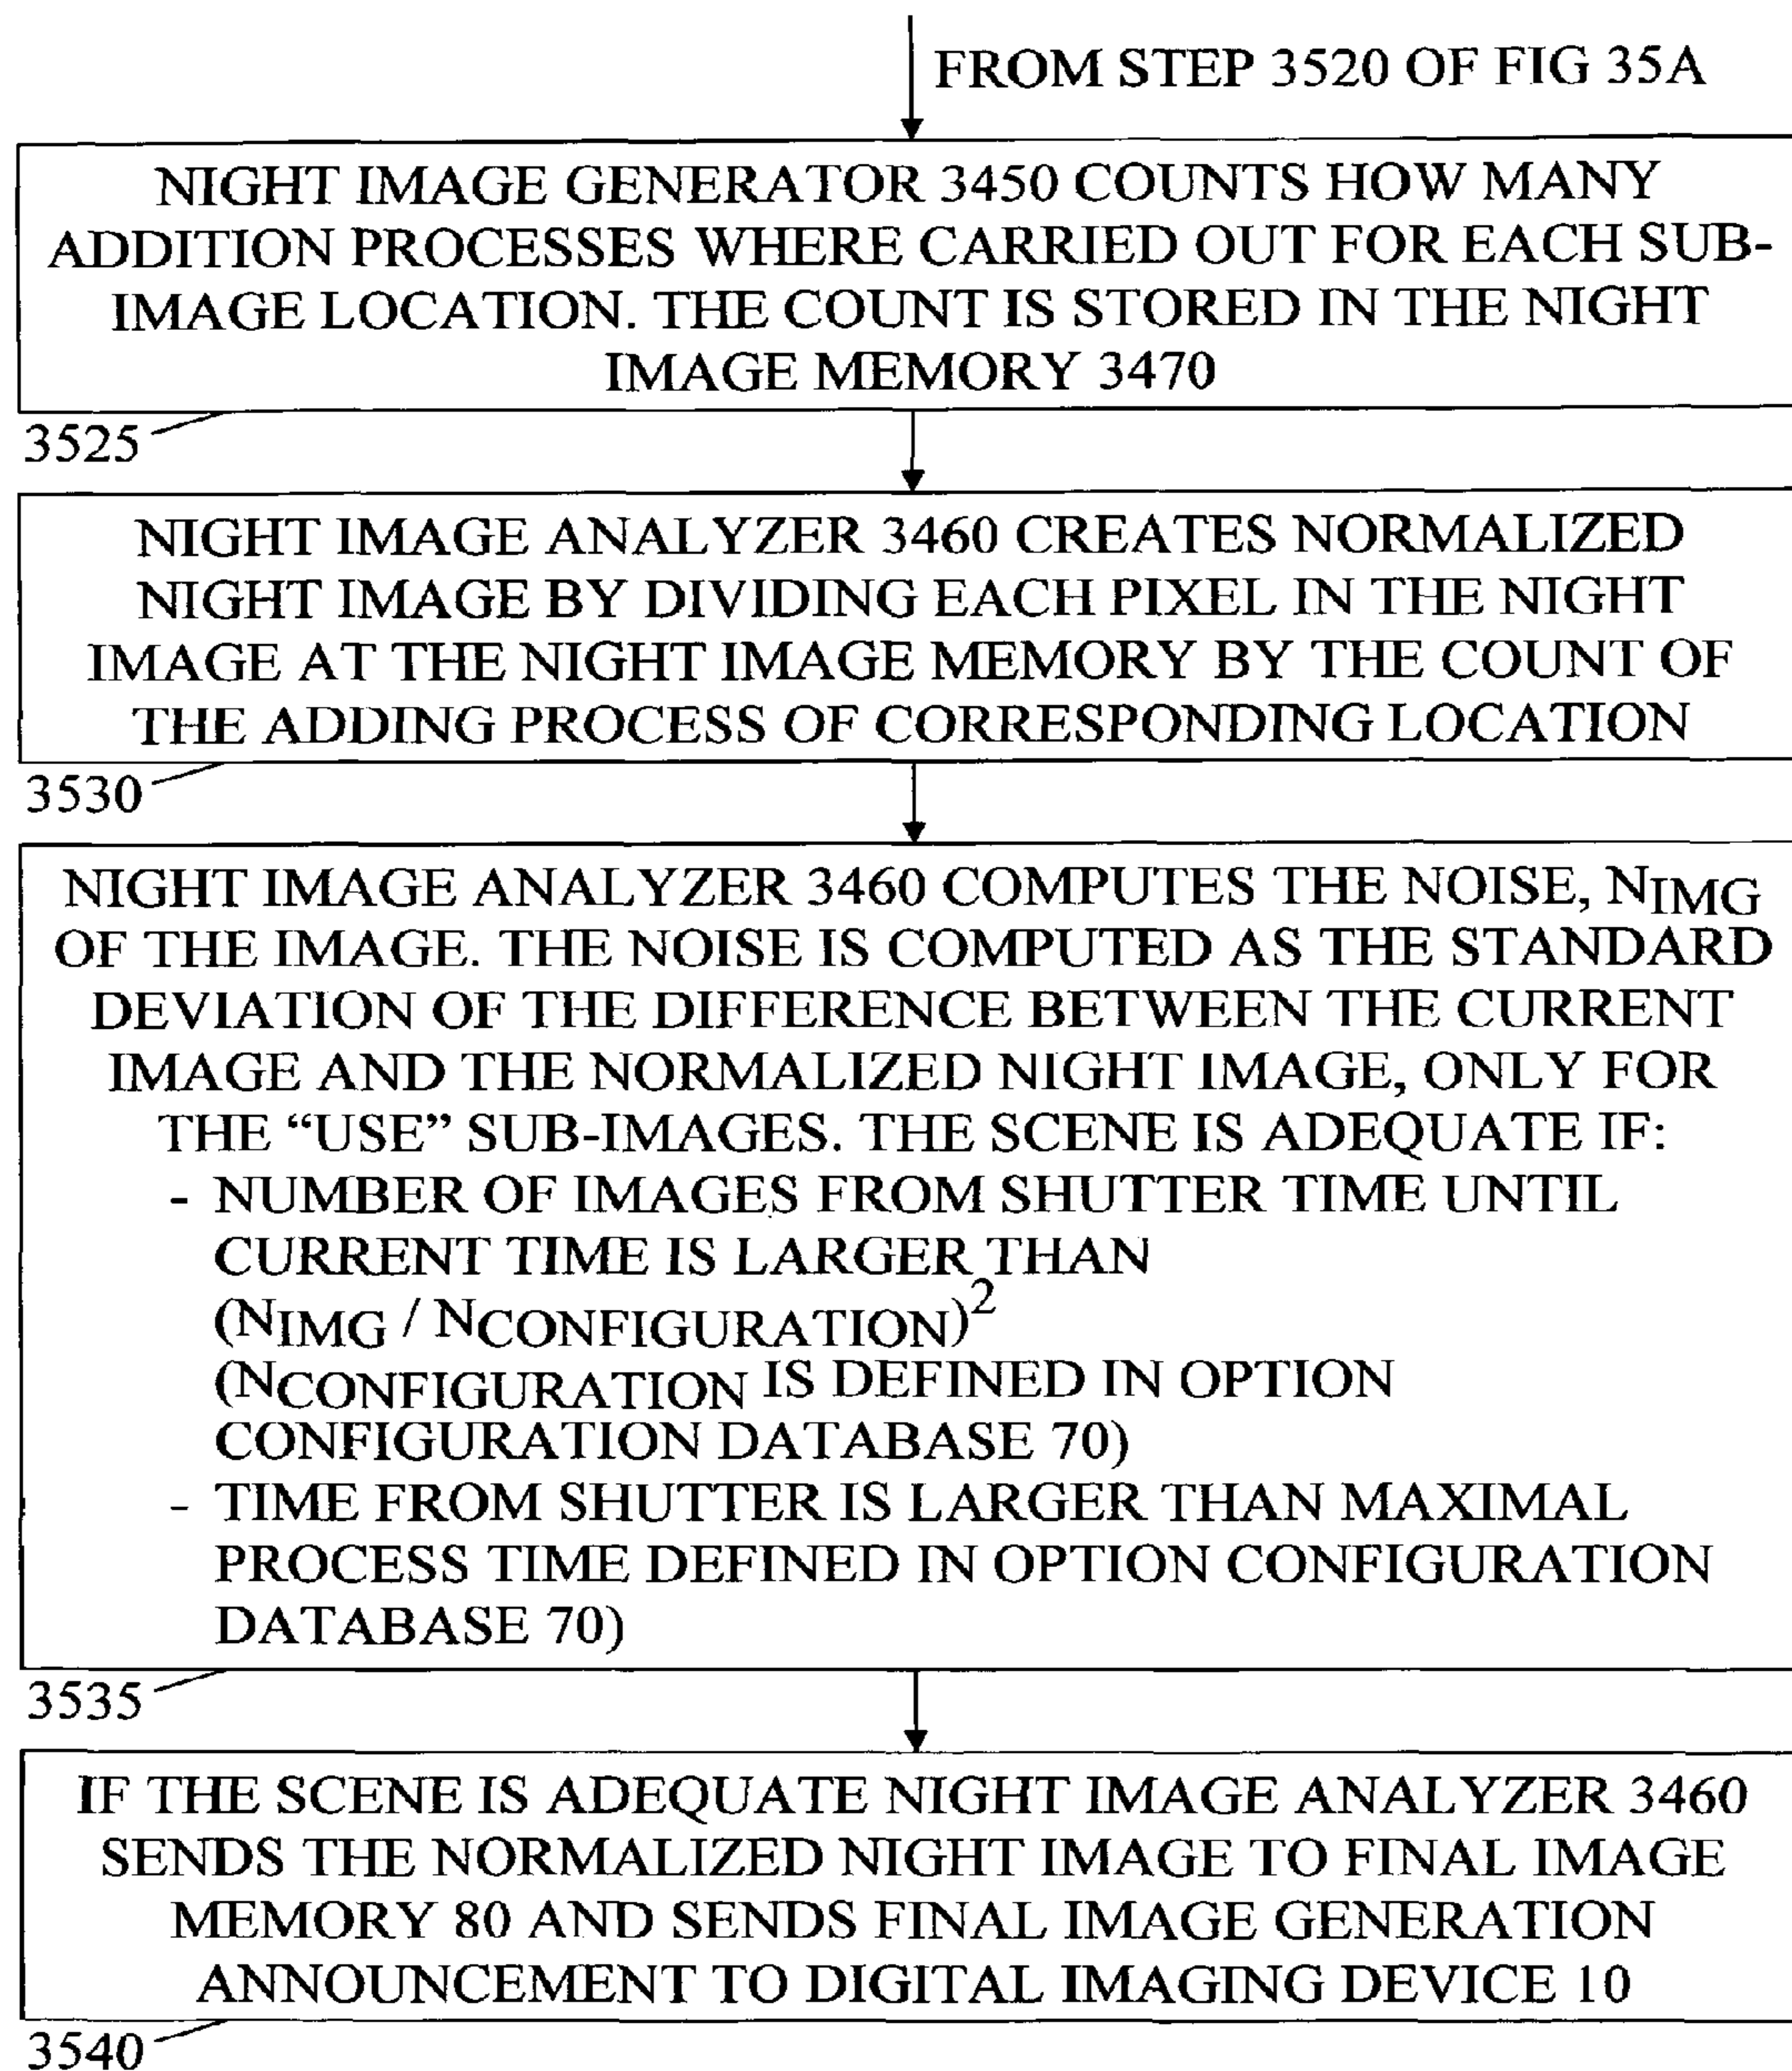 FROM STEP 3520 OF FIG 35A
NIGHT IMAGE GENERATOR 3450 COUNTS HOW MANY
ADDITION PROCESSES WHERE CARRIED OUT FOR EACH SUB-
IMAGE LOCATION. THE COUNT IS STORED IN THE NIGHT
IMAGE MEMORY 3470
3525
NIGHT IMAGE ANALYZER 3460 CREATES NORMALIZED
NIGHT IMAGE BY DIVIDING EACH PIXEL IN THE NIGHT
IMAGE AT THE NIGHT IMAGE MEMORY BY THE COUNT OF
THE ADDING PROCESS OF CORRESPONDING LOCATION
3530
NIGHT IMAGE ANALYZER 3460 COMPUTES THE NOISE, NIMG
OF THE IMAGE. THE NOISE IS COMPUTED AS THE STANDARD
DEVIATION OF THE DIFFERENCE BETWEEN THE CURRENT
IMAGE AND THE NORMALIZED NIGHT IMAGE, ONLY FOR
THE “USE” SUB-IMAGES. THE SCENE IS ADEQUATE IF:
- NUMBER OF IMAGES FROM SHUTTER TIME UNTIL
CURRENT TIME IS LARGER THAN
(NIMG / NCONFIGURATION)2
(NCONFIGURATION IS DEFINED IN OPTION
CONFIGURATION DATABASE 70)
- TIME FROM SHUTTER IS LARGER THAN MAXIMAL
PROCESS TIME DEFINED IN OPTION CONFIGURATION
DATABASE 70)
3535
IF THE SCENE IS ADEQUATE NIGHT IMAGE ANALYZER 3460
SENDS THE NORMALIZED NIGHT IMAGE TO FINAL IMAGE
MEMORY 80 AND SENDS FINAL IMAGE GENERATION
ANNOUNCEMENT TO DIGITAL IMAGING DEVICE 10
3540